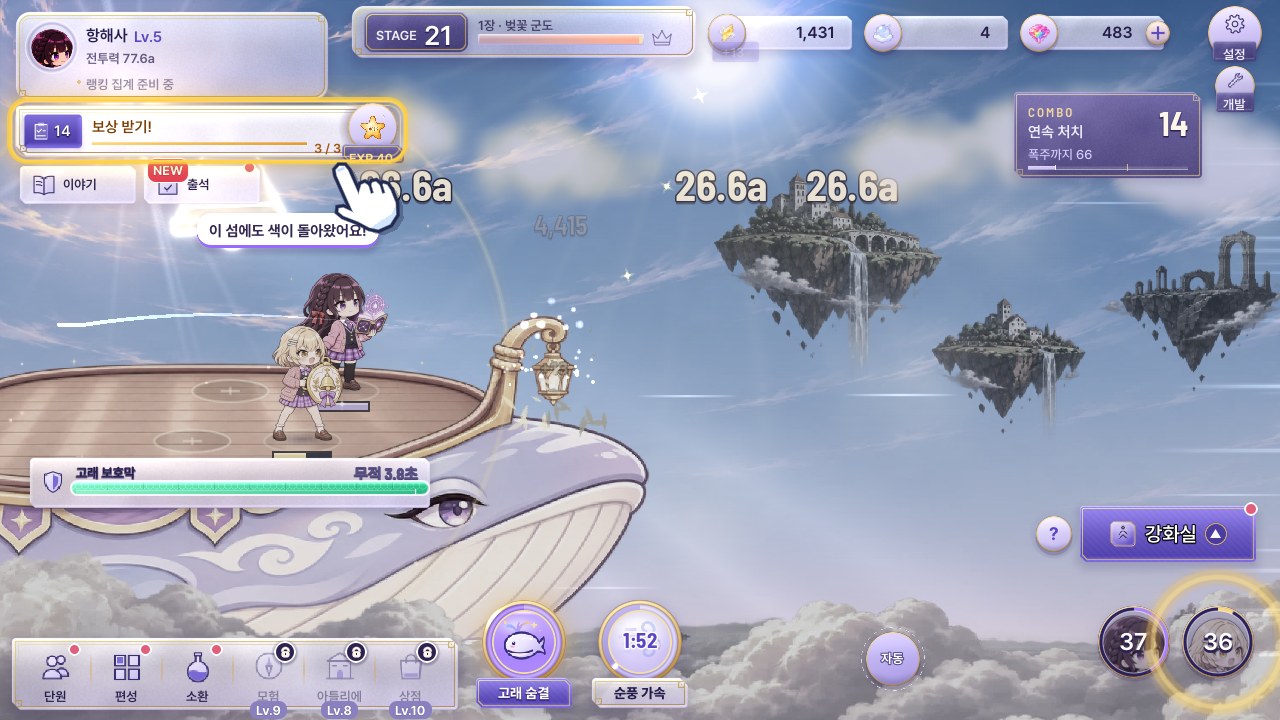 항해사 Lv.5
전투력 77.6a
* 랭킹 집계 준비 중
STAGE 21
1장 · 벚꽃 군도
1,431
+13
4
483
설정
개발
14
보상 받기!
3 / 3
EXP 40
NEW
이야기
출석
COMBO
연속 처치
14
폭주까지 66
26.6a
26.6a
26.6a
4,415
이 섬에도 색이 돌아왔어요!
고래 보호막
무적 3.8초
?
강화실
1:52
자동
37
36
단원
편성
소환
모험
아틀리에
상점
Lv.9
Lv.8
Lv.10
고래 숨결
순풍 가속